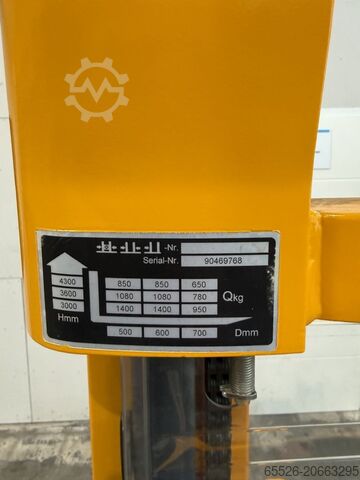 -Nr.
Serial-Nr. 90469768
4300 850 850 650
3600 1080 1080 780 Qkg
3000 1400 1400 950
Hmm 500 600 700 Dmm
65526-20663295